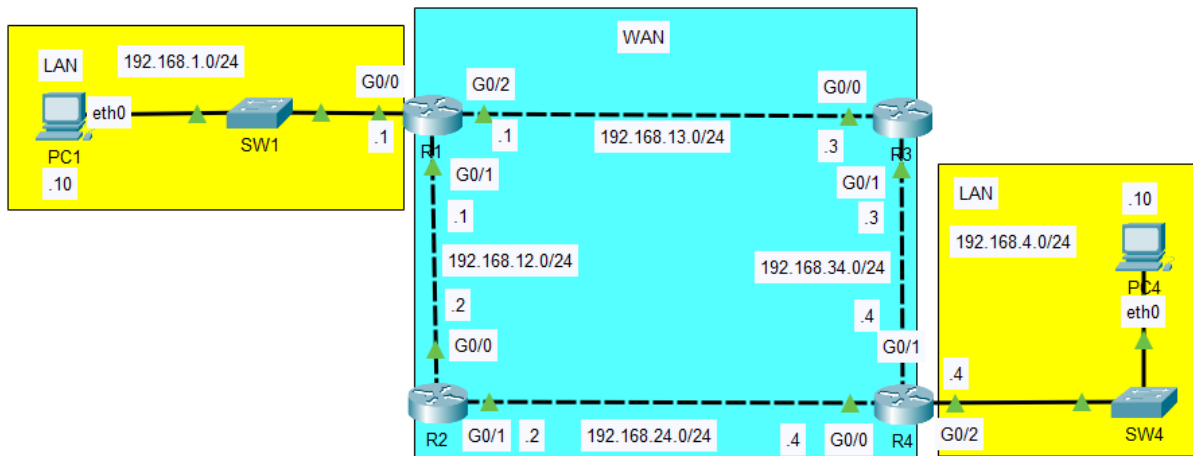 WAN
LAN
192.168.1.0/24
G0/0
G0/2
G0/0
eth0
PC1
SW1
.1
R1
.1
192.168.13.0/24
.3
R3
.10
G0/1
G0/1
.1
.3
LAN
.10
192.168.12.0/24
192.168.34.0/24
192.168.4.0/24
PC4
.2
.4
eth0
G0/0
G0/1
.4
R2
G0/1
.2
192.168.24.0/24
.4
G0/0
R4
G0/2
SW4